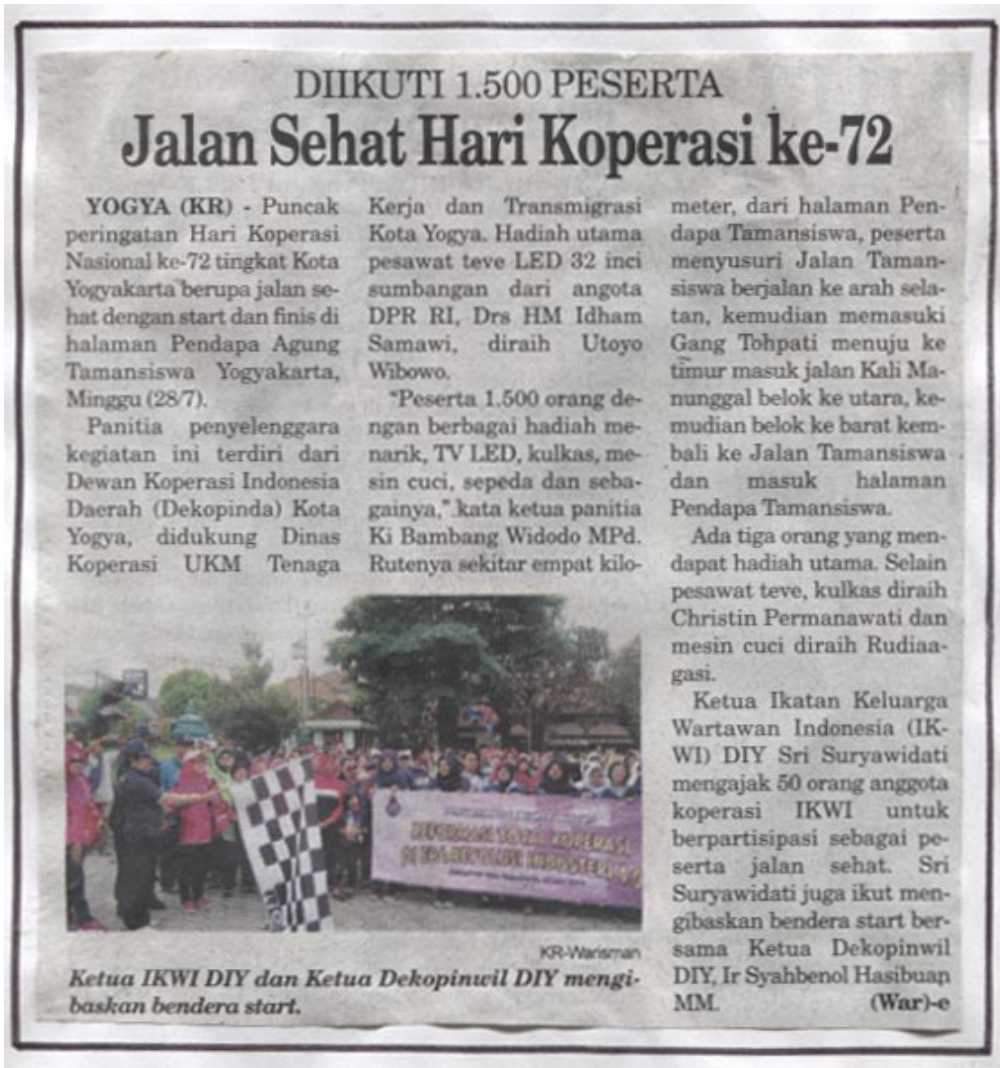 DIIKUTI 1.500 PESERTA
Jalan Sehat Hari Koperasi ke-72
YOGYA (KR) - Puncak
peringatan Hari Koperasi
Nasional ke-72 tingkat Kota
Yogyakarta berupa jalan se-
hat dengan start dan finis di
halaman Pendapa Agung
Tamansiswa Yogyakarta,
Minggu (28/7).
Panitia penyelenggara
kegiatan ini terdiri dari
Dewan Koperasi Indonesia
Daerah (Dekopinda) Kota
Yogya, didukung Dinas
Koperasi UKM Tenaga
Kerja dan Transmigrasi
Kota Yogya. Hadiah utama
pesawat teve LED 32 inci
sumbangan dari angota
DPR RI, Drs HM Idham
Samawi, diraih Utoyo
Wibowo.
"Peserta 1.500 orang de-
ngan berbagai hadiah me-
narik, TV LED, kulkas, me-
sin cuci, sepeda dan seba-
gainya," kata ketua panitia
Ki Bambang Widodo MPd.
Rutenya sekitar empat kilo-
meter, dari halaman Pen-
dapa Tamansiswa, peserta
menyusuri Jalan Taman-
siswa berjalan ke arah sela-
tan, kemudian memasuki
Gang Tohpati menuju ke
timur masuk jalan Kali Ma-
nunggal belok ke utara, ke-
mudian belok ke barat kem-
bali ke Jalan Tamansiswa
dan masuk halaman
Pendapa Tamansiswa.
Ada tiga orang yang men-
dapat hadiah utama. Selain
pesawat teve, kulkas diraih
Christin Permanawati dan
mesin cuci diraih Rudiaa-
gasi.
Ketua Ikatan Keluarga
Wartawan Indonesia (IK-
WI) DIY Sri Suryawidati
mengajak 50 orang anggota
koperasi IKWI untuk
berpartisipasi sebagai pe-
serta jalan sehat. Sri
Suryawidati juga ikut men-
gibaskan bendera start ber-
sama Ketua Dekopinwil
DIY, Ir Syahbenol Hasibuan
MM. (War)-e
REFORMASI TOTAL KOPERASI
DI ERA REVOLUSI INDUSTRI
KR-Warisman
Ketua IKWI DIY dan Ketua Dekopinwil DIY mengi-
baskan bendera start.